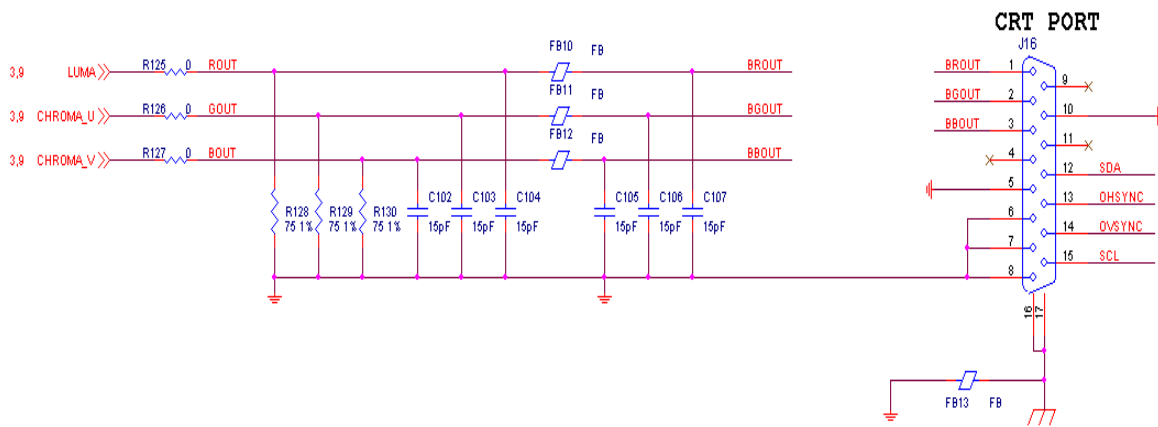 CRT PORT
J16
3,9 LUMA R125 0 ROUT FB10 FB BROUT
3,9 CHROMA_U R126 0 GOUT FB11 FB BGOUT
3,9 CHROMA_V R127 0 BOUT FB12 FB BBOUT
BROUT 1
9
BGOUT 2
10
BBOUT 3
11
4
12 SDA
5
13 OHSYNC
6
14 OVSYNC
7
15 SCL
8
R128 R129 R130 C102 C103 C104 C105 C106 C107
75 1% 75 1% 75 1% 15pF 15pF 15pF 15pF 15pF 15pF
16 17
FB13 FB